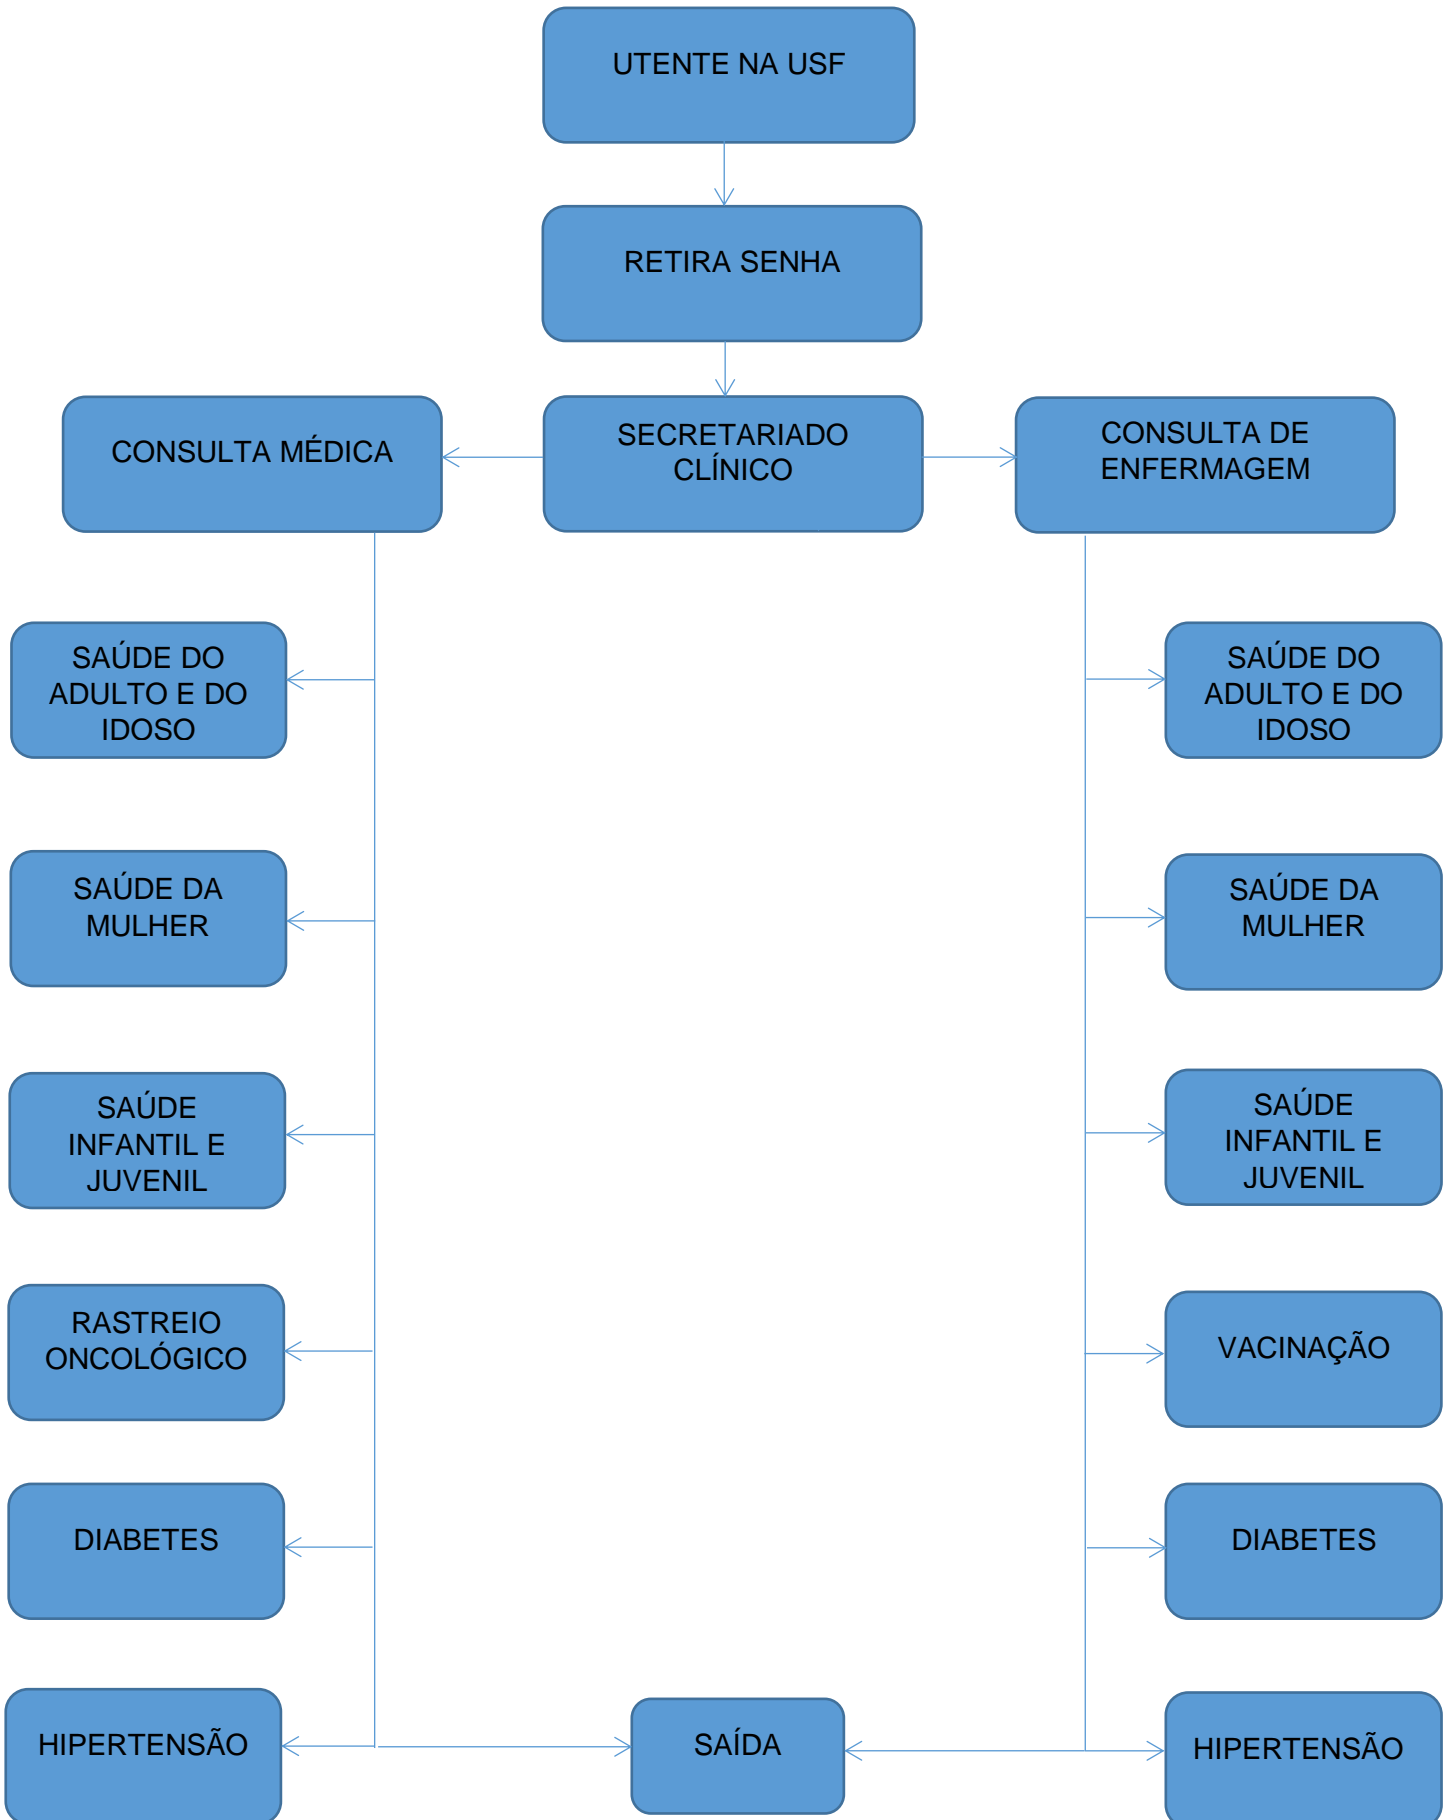 UTENTE NA USF
RETIRA SENHA
CONSULTA MÉDICA
SECRETARIADO
CLÍNICO
CONSULTA DE
ENFERMAGEM
SAÚDE DO
ADULTO E DO
IDOSO
SAÚDE DO
ADULTO E DO
IDOSO
SAÚDE DA
MULHER
SAÚDE DA
MULHER
SAÚDE
INFANTIL E
JUVENIL
SAÚDE
INFANTIL E
JUVENIL
RASTREIO
ONCOLÓGICO
VACINAÇÃO
DIABETES
DIABETES
HIPERTENSÃO
SAÍDA
HIPERTENSÃO